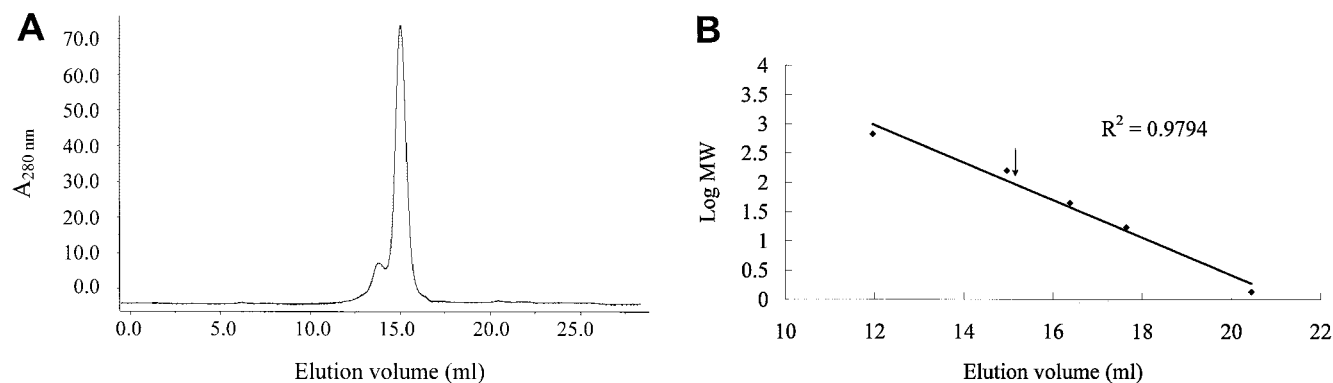 A
70.0
60.0
50.0
40.0
30.0
20.0
10.0
0.0
A280 nm
0.0 5.0 10.0 15.0 20.0 25.0
Elution volume (ml)
B
4
3.5
3
2.5
2
1.5
1
0.5
0
Log MW
R² = 0.9794
10 12 14 16 18 20 22
Elution volume (ml)